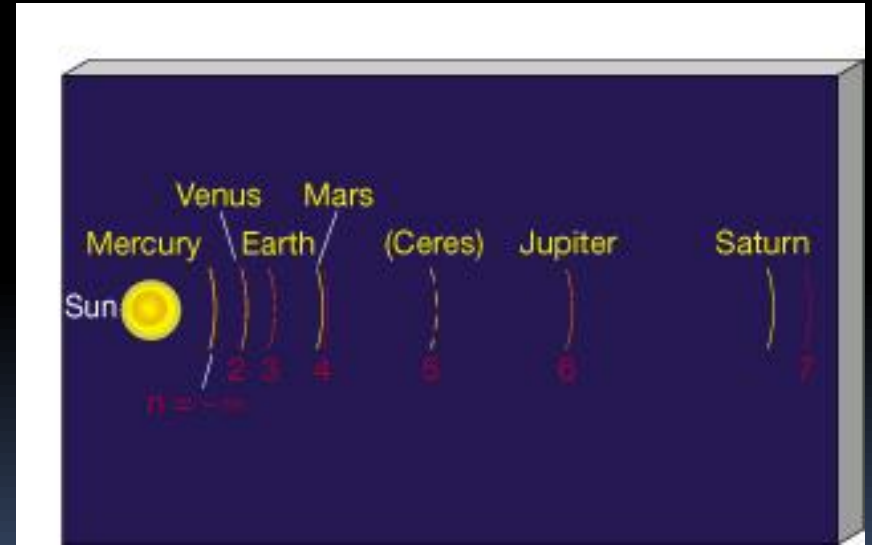 Venus Mars
Mercury Earth (Ceres) Jupiter Saturn
Sun
2 3 4 5 6 7
n = -∞